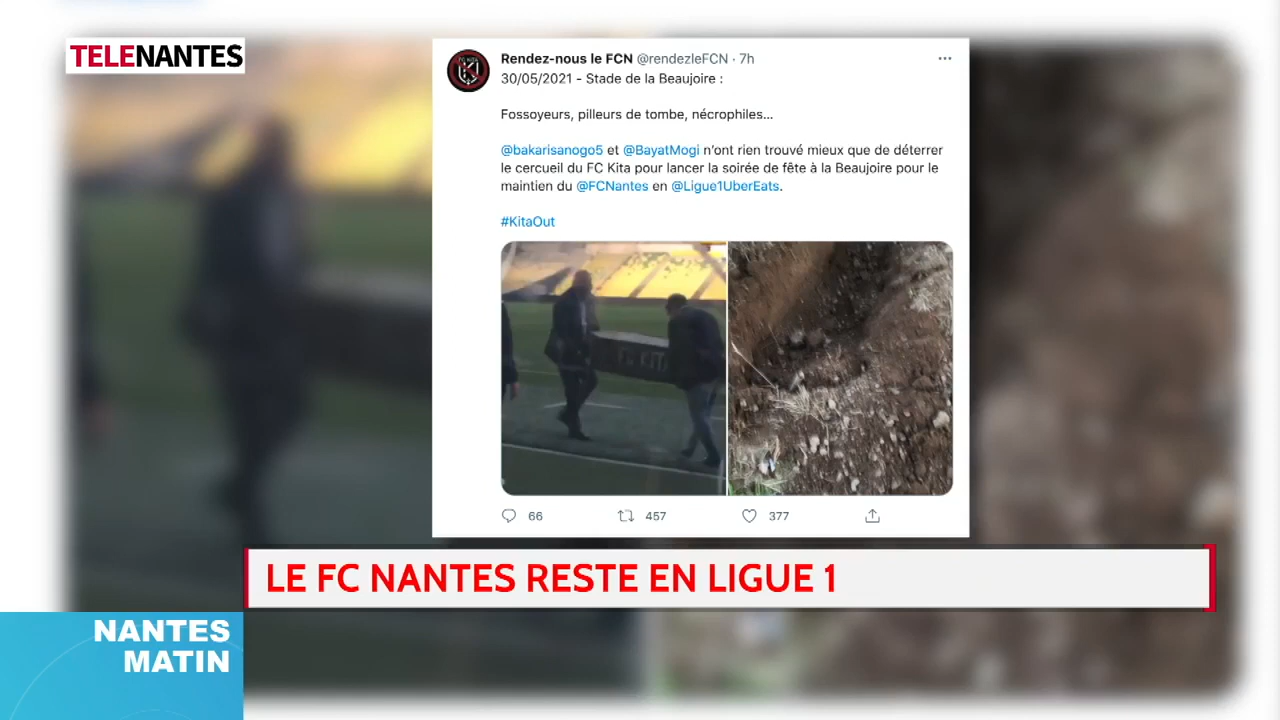 TELENANTES
Rendez-nous le FCN @rendezleFCN · 7h
30/05/2021 - Stade de la Beaujoire :
Fossoyeurs, pilleurs de tombe, nécrophiles...
@bakarisanogo5 et @BayatMogi n'ont rien trouvé mieux que de déterrer
le cercueil du FC Kita pour lancer la soirée de fête à la Beaujoire pour le
maintien du @FCNantes en @Ligue1UberEats.
#KitaOut
FC KITA
66 457 377
LE FC NANTES RESTE EN LIGUE 1
NANTES
MATIN